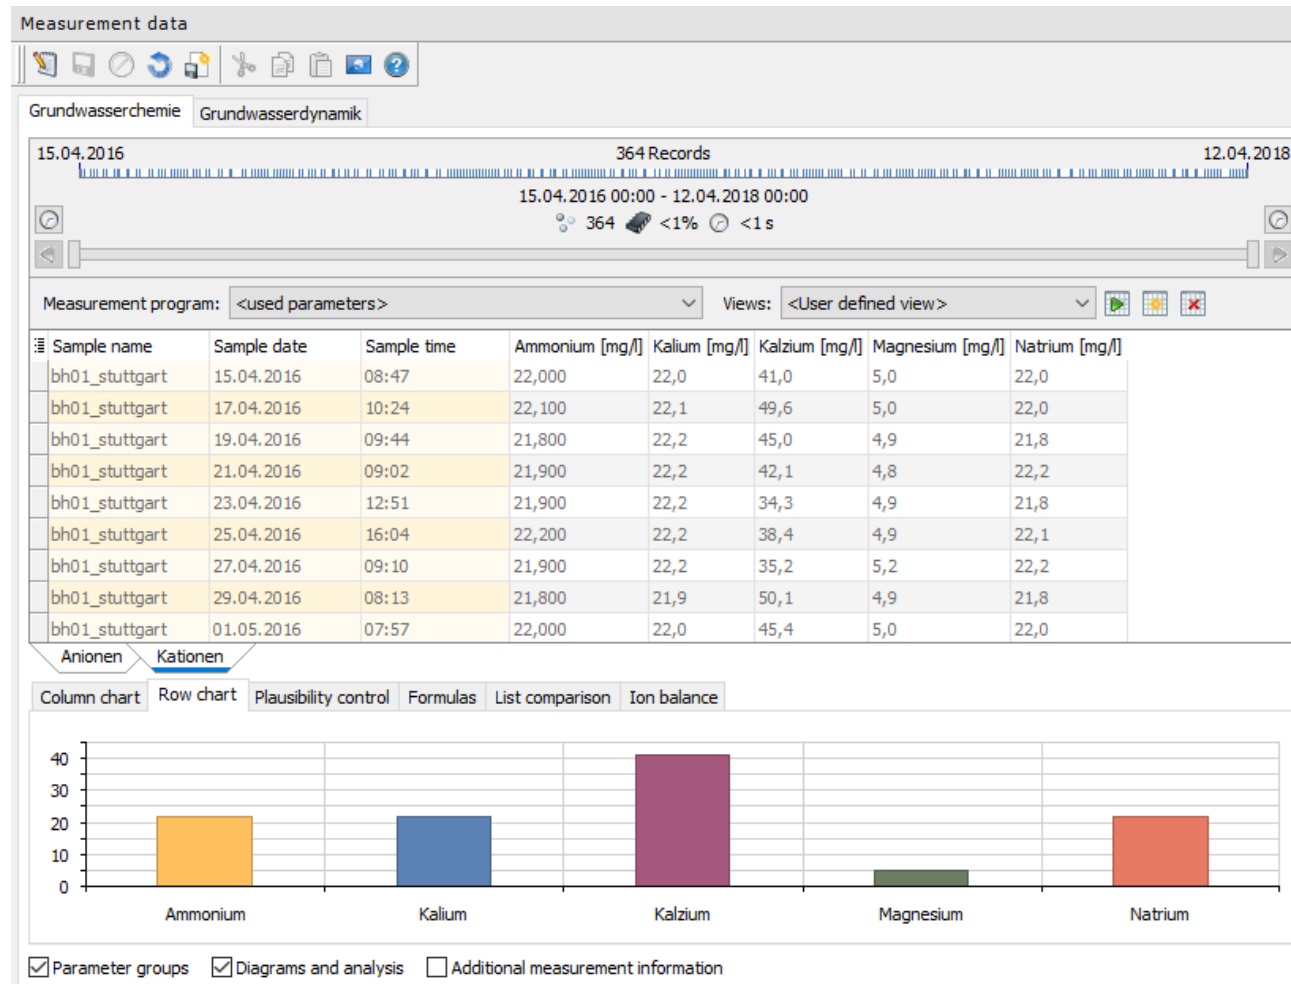 Measurement data
Grundwasserchemie Grundwasserdynamik
15.04.2016 364 Records 12.04.2018
15.04.2016 00:00 - 12.04.2018 00:00
364 <1% <1 s
Measurement program: <used parameters> Views: <User defined view>
Sample name Sample date Sample time Ammonium [mg/l] Kalium [mg/l] Kalzium [mg/l] Magnesium [mg/l] Natrium [mg/l]
bh01_stuttgart 15.04.2016 08:47 22,000 22,0 41,0 5,0 22,0
bh01_stuttgart 17.04.2016 10:24 22,100 22,1 49,6 5,0 22,0
bh01_stuttgart 19.04.2016 09:44 21,800 22,2 45,0 4,9 21,8
bh01_stuttgart 21.04.2016 09:02 21,900 22,2 42,1 4,8 22,2
bh01_stuttgart 23.04.2016 12:51 21,900 22,2 34,3 4,9 21,8
bh01_stuttgart 25.04.2016 16:04 22,200 22,2 38,4 4,9 22,1
bh01_stuttgart 27.04.2016 09:10 21,900 22,2 35,2 5,2 22,2
bh01_stuttgart 29.04.2016 08:13 21,800 21,9 50,1 4,9 21,8
bh01_stuttgart 01.05.2016 07:57 22,000 22,0 45,4 5,0 22,0
Anionen Kationen
Column chart Row chart Plausibility control Formulas List comparison Ion balance
40
30
20
10
0
Ammonium Kalium Kalzium Magnesium Natrium
Parameter groups Diagrams and analysis Additional measurement information